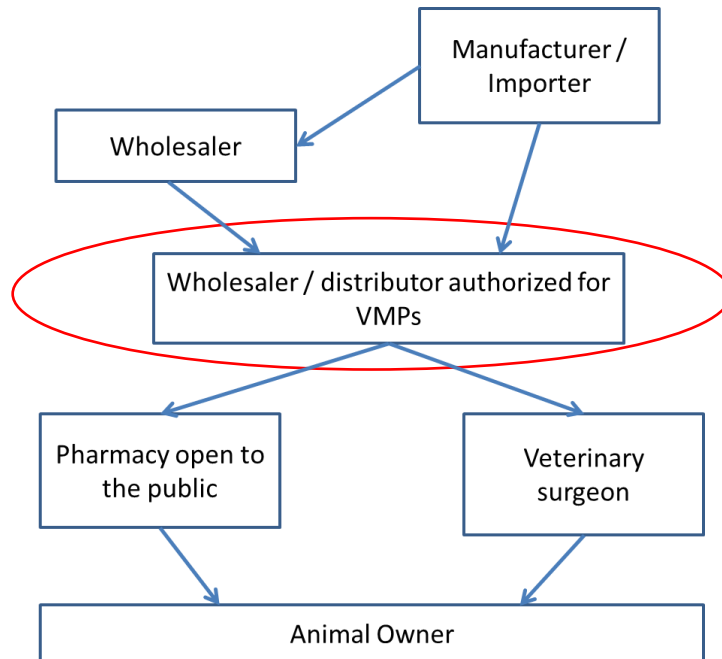 Manufacturer /
Importer
Wholesaler
Wholesaler / distributor authorized for
VMPs
Pharmacy open to
the public
Veterinary
surgeon
Animal Owner